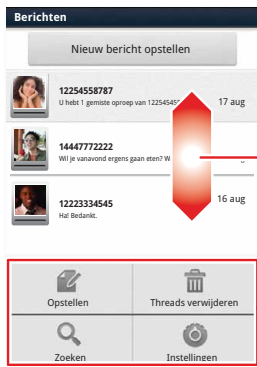 Berichten
Nieuw bericht opstellen
12254558787
U hebt 1 gemiste oproep van 122545455
17 aug
14447772222
Wil je vanavond ergens gaan eten? W
12223334545
Ha! Bedankt.
16 aug
Opstellen
Threads verwijderen
Zoeken
Instellingen